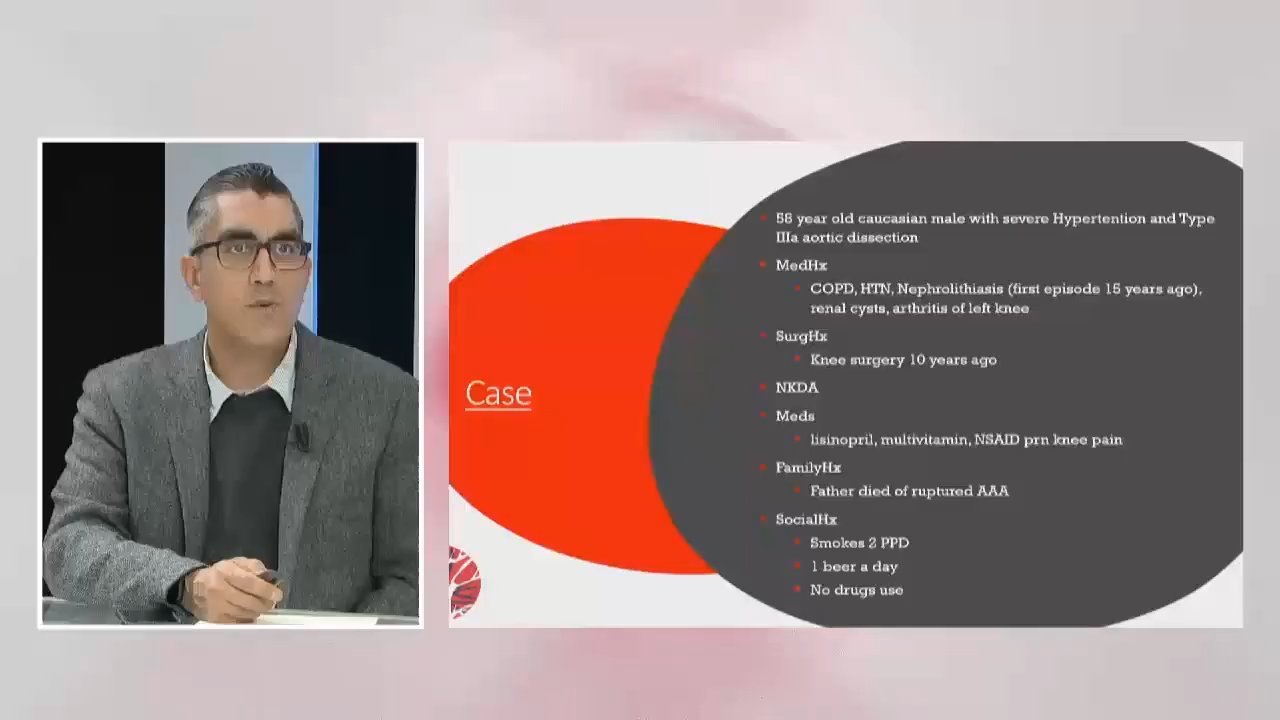 Case
58 year old caucasian male with severe Hypertention and Type
IIIa aortic dissection
MedHx
COPD, HTN, Nephrolithiasis (first episode 15 years ago),
renal cysts, arthritis of left knee
SurgHx
Knee surgery 10 years ago
NKDA
Meds
lisinopril, multivitamin, NSAID prn knee pain
FamilyHx
Father died of ruptured AAA
SocialHx
Smokes 2 PPD
1 beer a day
No drugs use